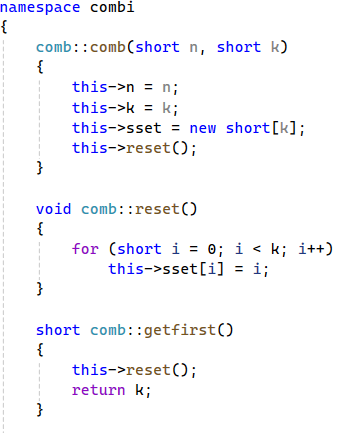 namespace combi
{
    comb::comb(short n, short k)
    {
        this->n = n;
        this->k = k;
        this->sset = new short[k];
        this->reset();
    }

    void comb::reset()
    {
        for (short i = 0; i < k; i++)
            this->sset[i] = i;
    }

    short comb::getfirst()
    {
        this->reset();
        return k;
    }